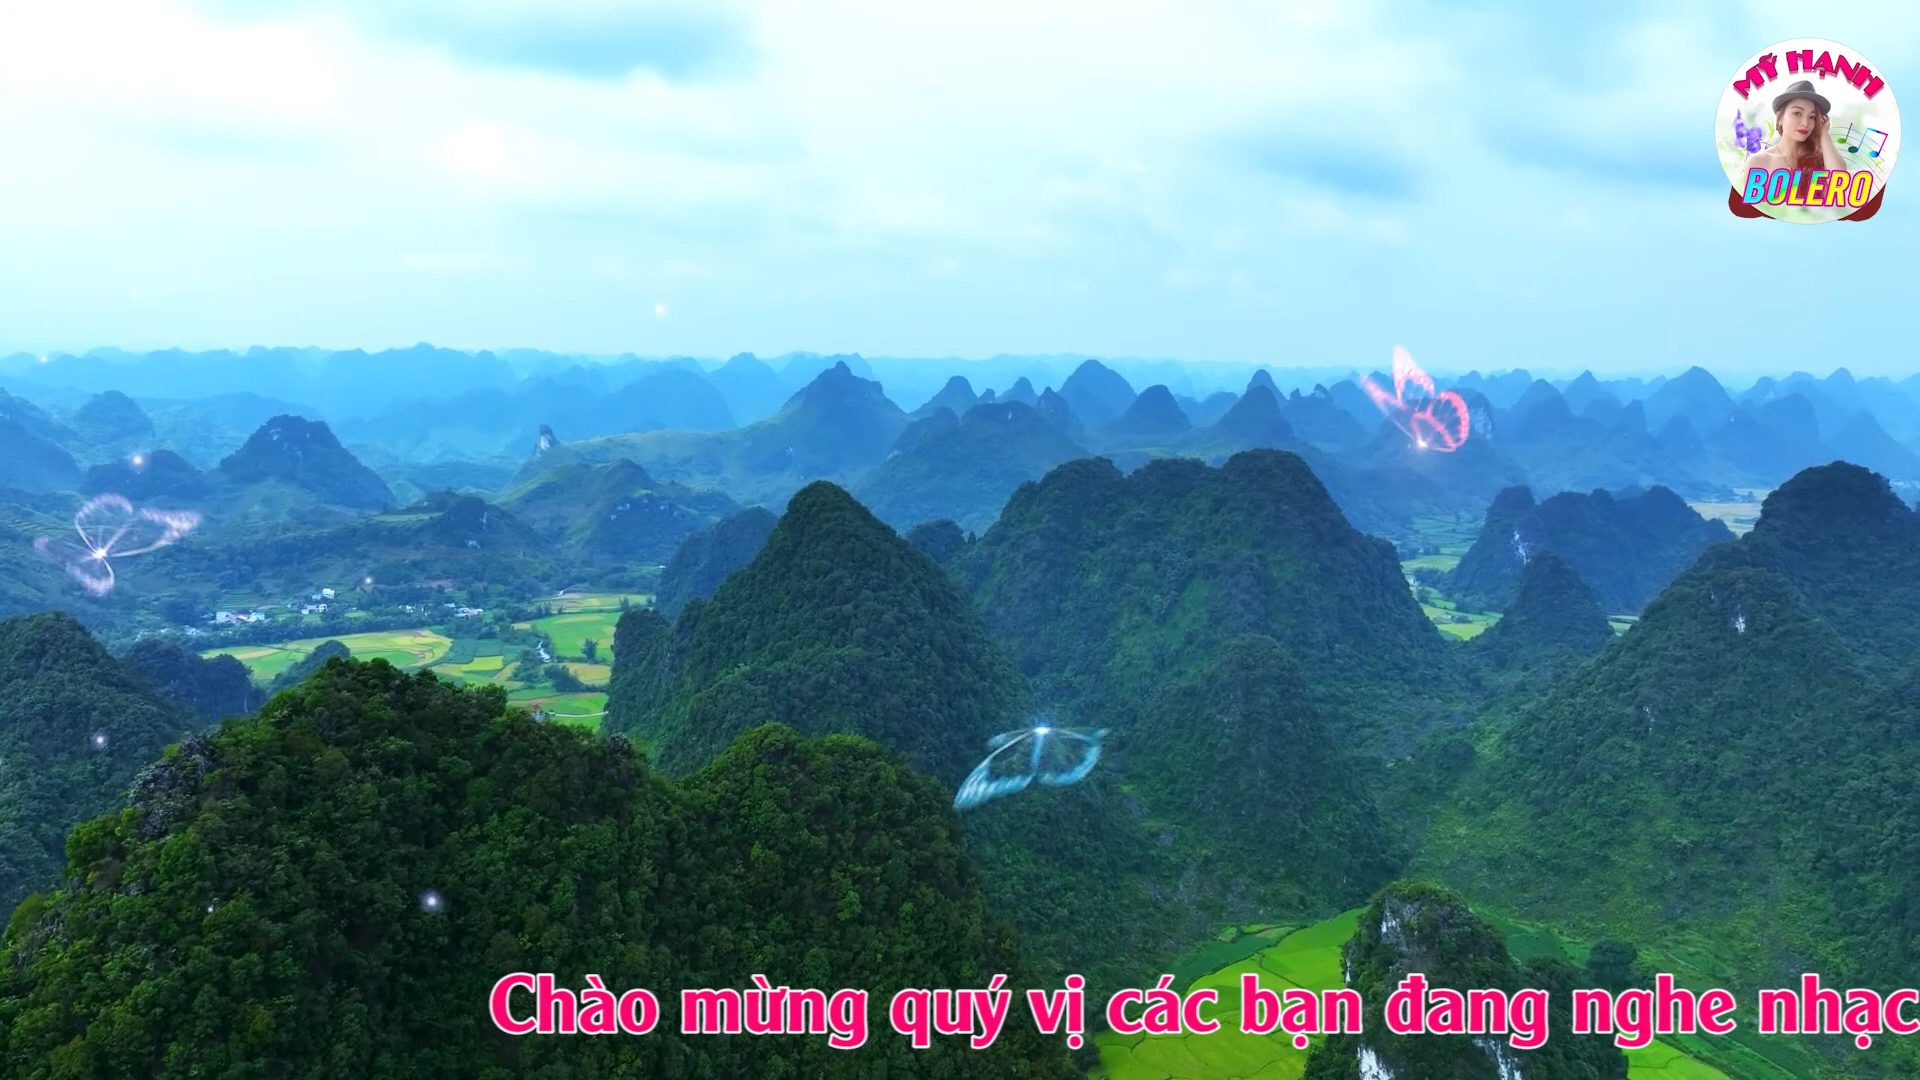 MỸ HẠNH
BOLERO
Chào mừng quý vị các bạn đang nghe nhạc